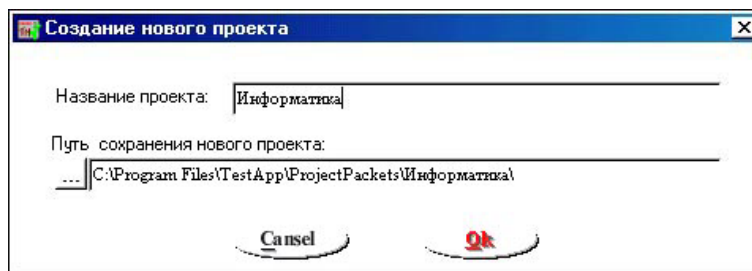 Создание нового проекта
Название проекта: Информатика
Путь сохранения нового проекта:
... C:\Program Files\TestApp\ProjectPackets\Информатика\
Cansel Ok